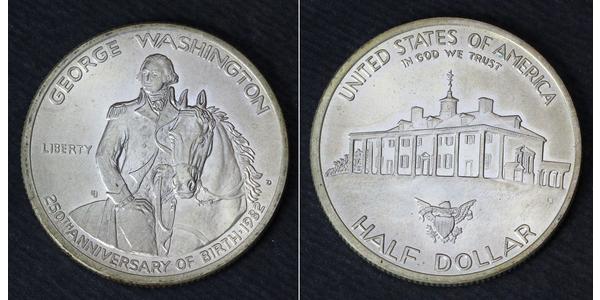 GEORGE WASHINGTON
LIBERTY
250TH ANNIVERSARY OF BIRTH·1982
D
UNITED STATES OF AMERICA
IN GOD WE TRUST
HALF DOLLAR